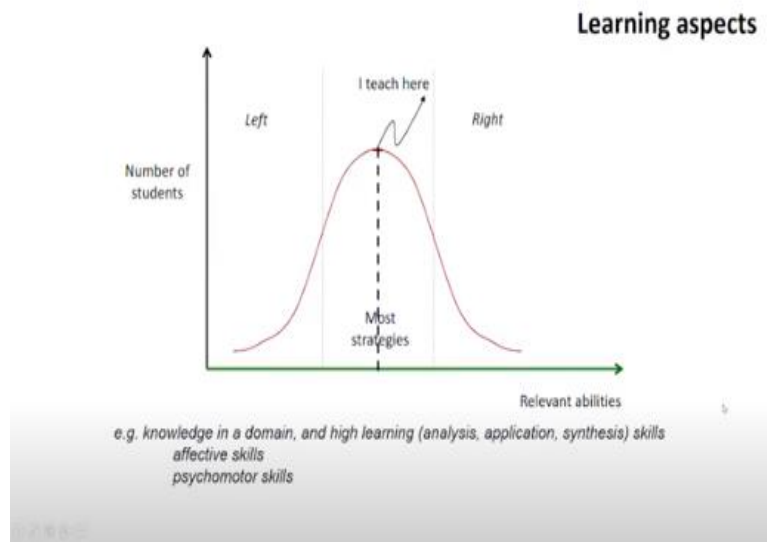 Learning aspects
I teach here
Left
Right
Number of
students
Most
strategies
Relevant abilities
e.g. knowledge in a domain, and high learning (analysis, application, synthesis) skills
affective skills
psychomotor skills